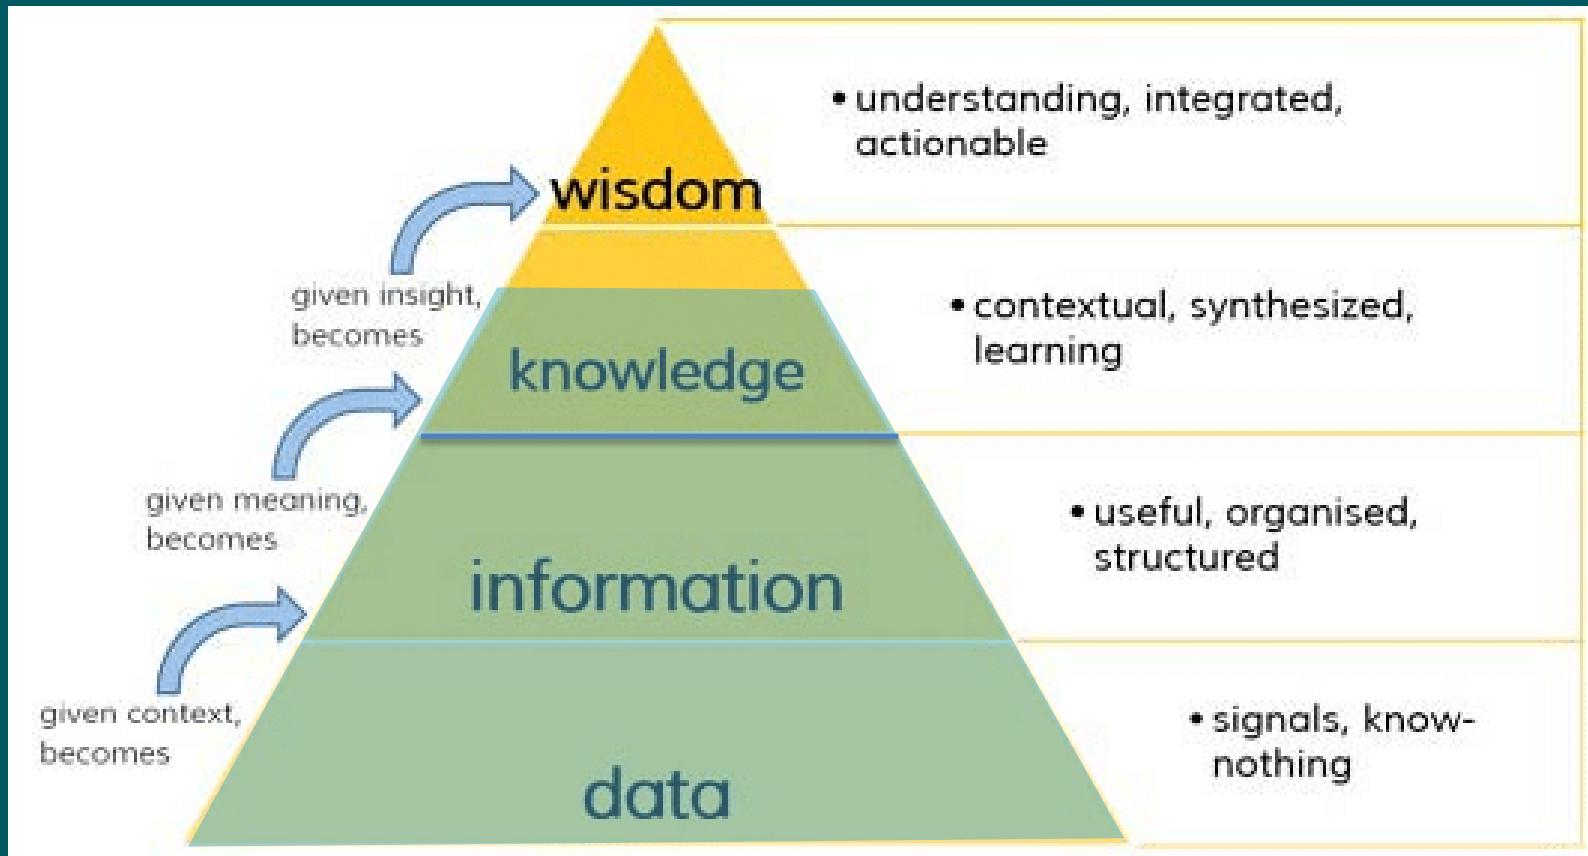 • understanding, integrated,
actionable
wisdom
given insight,
becomes
• contextual, synthesized,
learning
knowledge
given meaning,
becomes
• useful, organised,
structured
information
given context,
becomes
• signals, know-
nothing
data